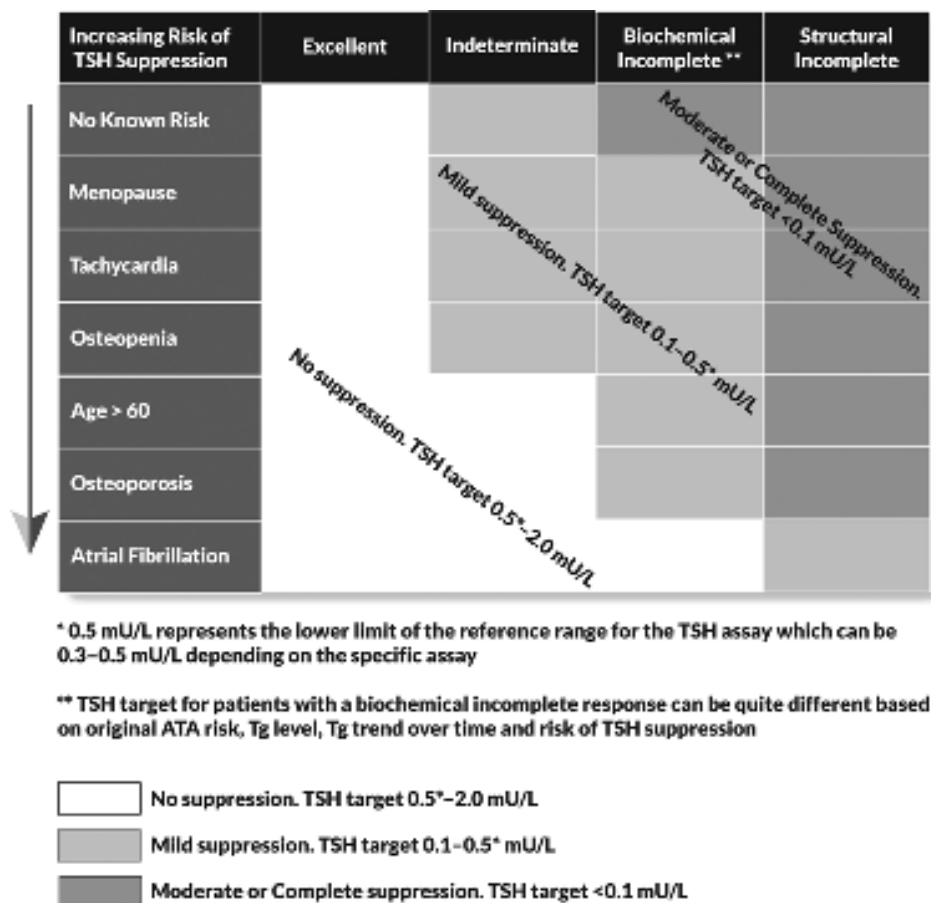 Increasing Risk of
TSH Suppression
Excellent
Indeterminate
Biochemical
Incomplete **
Structural
Incomplete
No Known Risk
Menopause
Tachycardia
Osteopenia
Age > 60
Osteoporosis
Atrial Fibrillation
Moderate or Complete Suppression.
TSH target <0.1 mU/L
Mild suppression. TSH target 0.1–0.5* mU/L
No suppression. TSH target 0.5*–2.0 mU/L
* 0.5 mU/L represents the lower limit of the reference range for the TSH assay which can be
0.3–0.5 mU/L depending on the specific assay
** TSH target for patients with a biochemical incomplete response can be quite different based
on original ATA risk, Tg level, Tg trend over time and risk of TSH suppression
No suppression. TSH target 0.5*–2.0 mU/L
Mild suppression. TSH target 0.1–0.5* mU/L
Moderate or Complete suppression. TSH target <0.1 mU/L